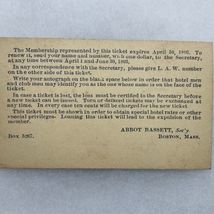 The Membership represented by this ticket expires April 30, 1895. To
renew it, send your name and number, with one dollar, to the Secretary,
at any time between April 1 and June 30, 1895.
In any correspondence with the Secretary, please give L. A. W. number
on the other side of this ticket.
Write your autograph on the blank space below in order that hotel men
and club men may identify you as the one whose name is on the face of
the ticket.
In case a ticket is lost, the loss must be certified to the Secretary before
a new ticket can be issued. Torn or defaced tickets may be exchanged at
any time. In every case ten cents will be charged for the new ticket
This ticket must be shown in order to obtain special hotel rates or other
special privileges. Loaning this ticket will lead to expulsion of the
member.
ABBOT BASSETT, Sec'y
Box 5267. BOSTON, MASS.